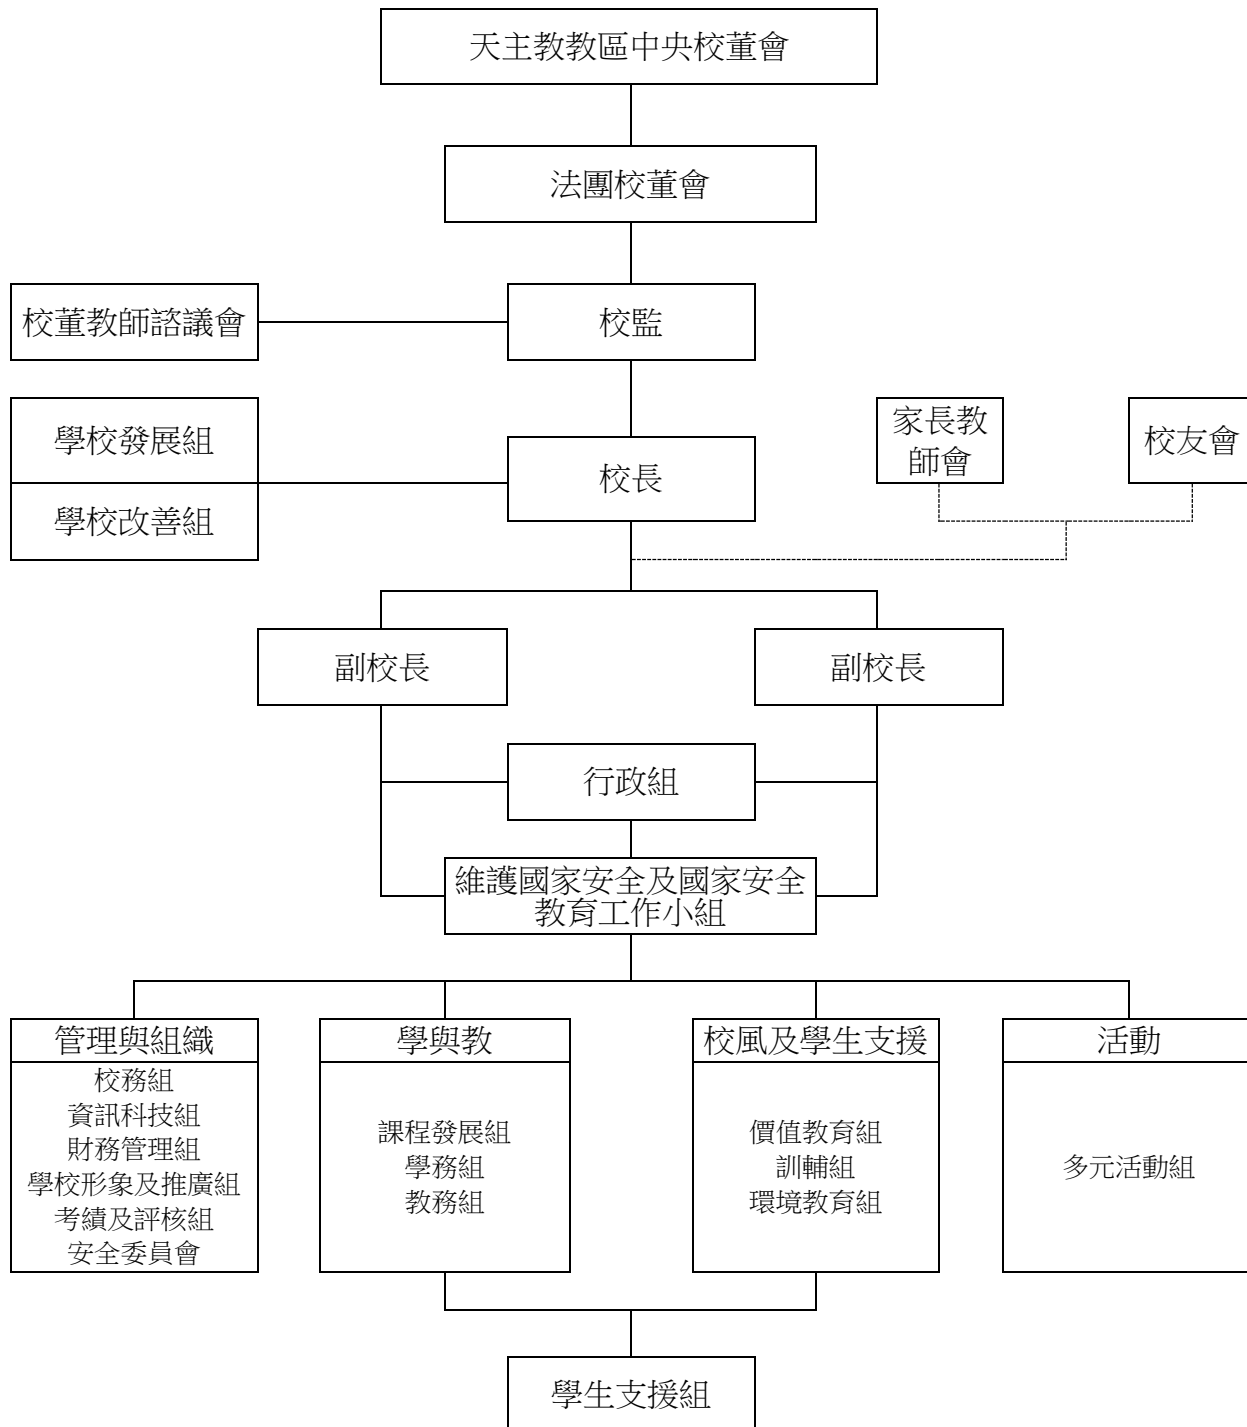 天主教教區中央校董會
法團校董會
校董教師諮議會
校監
學校發展組
家長教
師會
校友會
校長
學校改善組
副校長
副校長
行政組
維護國家安全及國家安全
教育工作小組
管理與組織
校務組
資訊科技組
財務管理組
學校形象及推廣組
考績及評核組
安全委員會
學與教
課程發展組
學務組
教務組
校風及學生支援
價值教育組
訓輔組
環境教育組
活動
多元活動組
學生支援組